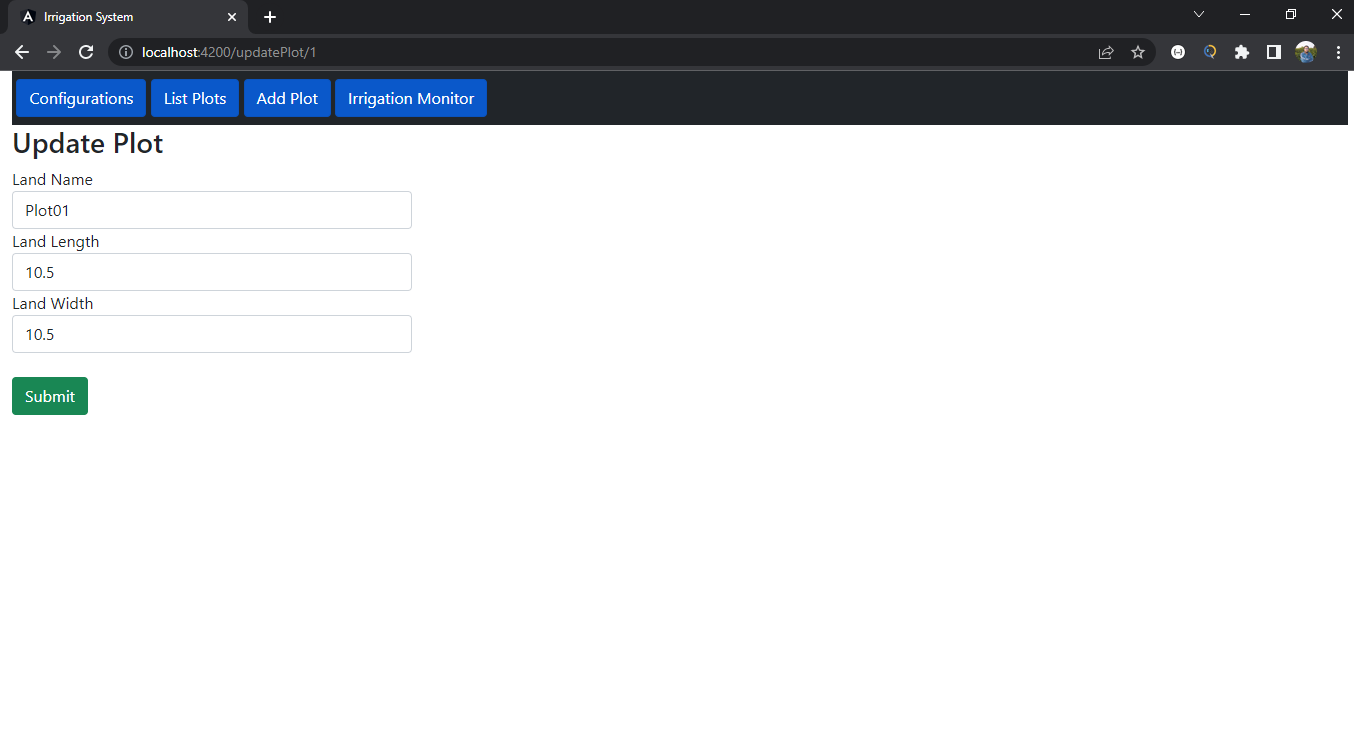 Irrigation System
localhost:4200/updatePlot/1
Configurations List Plots Add Plot Irrigation Monitor
Update Plot
Land Name
Plot01
Land Length
10.5
Land Width
10.5
Submit